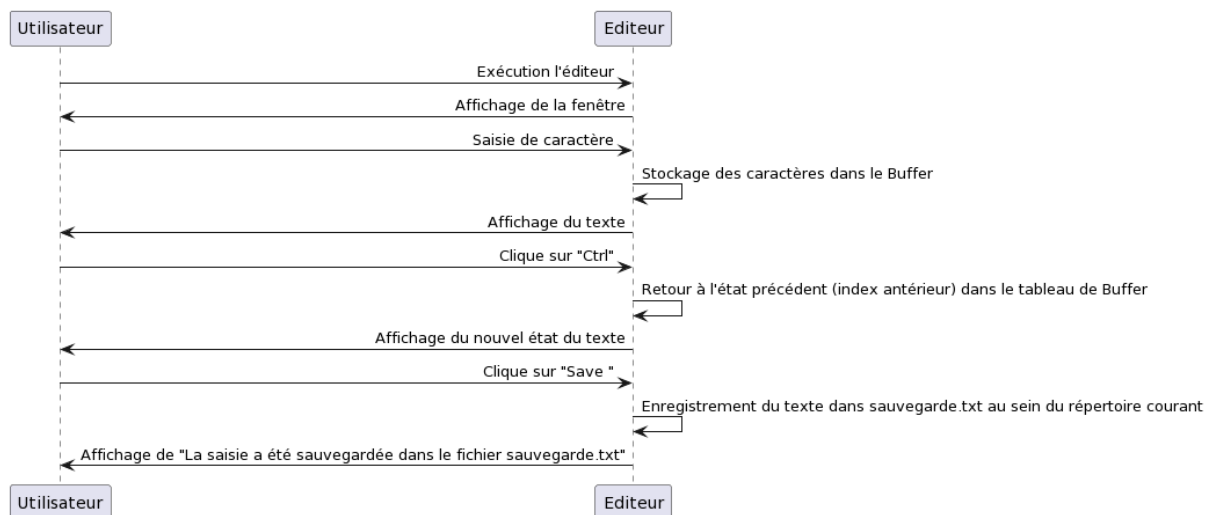 Utilisateur
Editeur
Exécution l'éditeur
Affichage de la fenêtre
Saisie de caractère
Stockage des caractères dans le Buffer
Affichage du texte
Clique sur "Ctrl"
Retour à l'état précédent (index antérieur) dans le tableau de Buffer
Affichage du nouvel état du texte
Clique sur "Save "
Enregistrement du texte dans sauvegarde.txt au sein du répertoire courant
Affichage de "La saisie a été sauvegardée dans le fichier sauvegarde.txt"
Utilisateur
Editeur